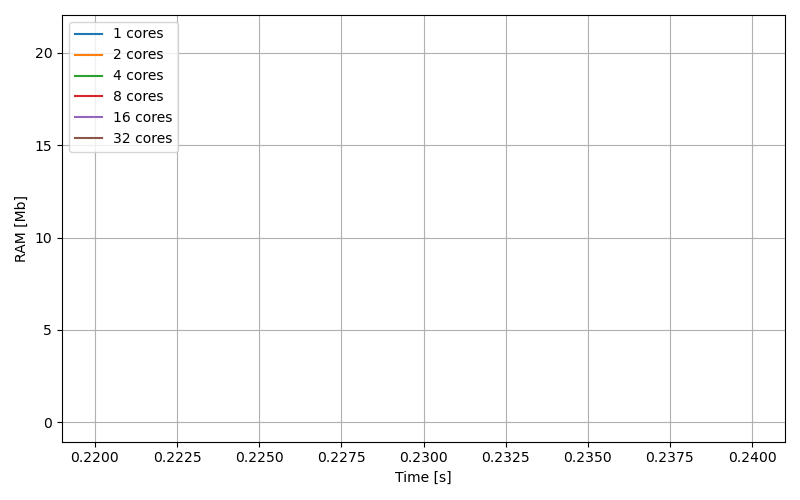 1 cores
2 cores
4 cores
8 cores
16 cores
32 cores
20
15
10
5
0
RAM [Mb]
0.2200 0.2225 0.2250 0.2275 0.2300 0.2325 0.2350 0.2375 0.2400
Time [s]